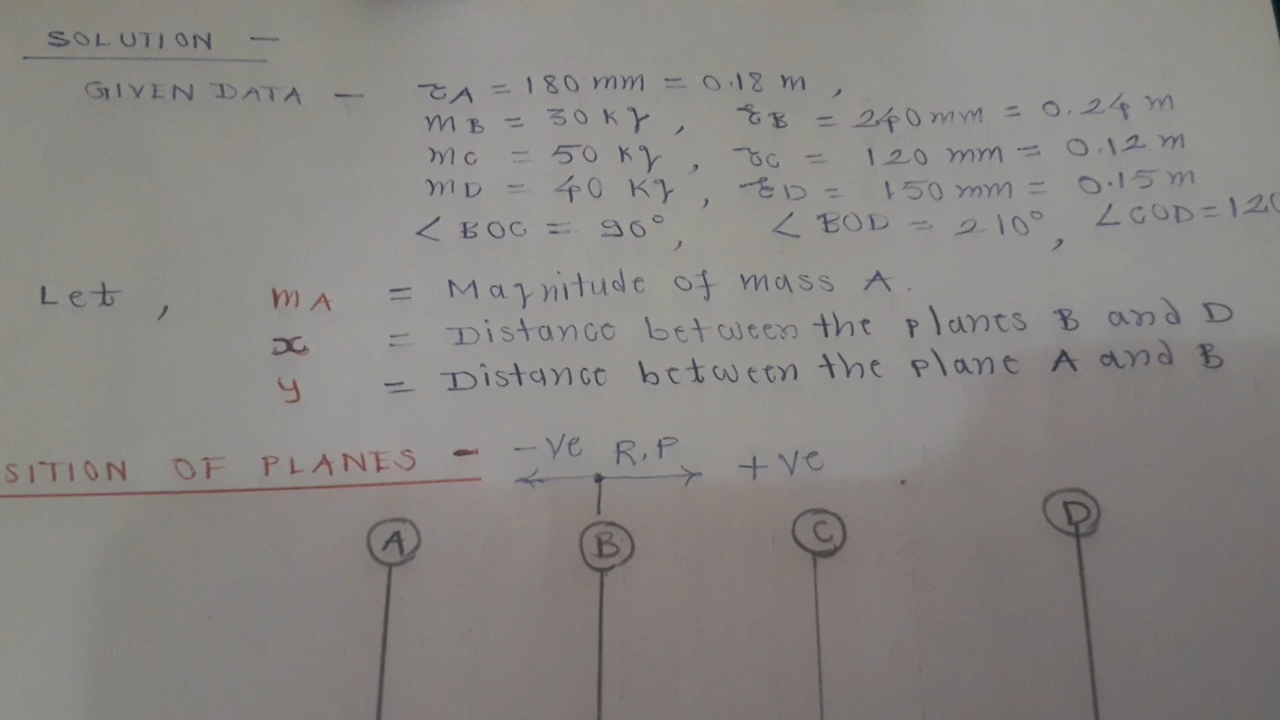 SOLUTION —
GIVEN DATA — rA = 180 mm = 0.18 m,
mB = 30 Kg, rB = 240 mm = 0.24 m
mC = 50 Kg, rC = 120 mm = 0.12 m
mD = 40 Kg, rD = 150 mm = 0.15 m
∠BOC = 90°, ∠BOD = 210°, ∠COD = 120
Let, mA = Magnitude of mass A.
x = Distance between the planes B and D
y = Distance between the plane A and B
SITION OF PLANES - -ve R.P +ve
A B C D